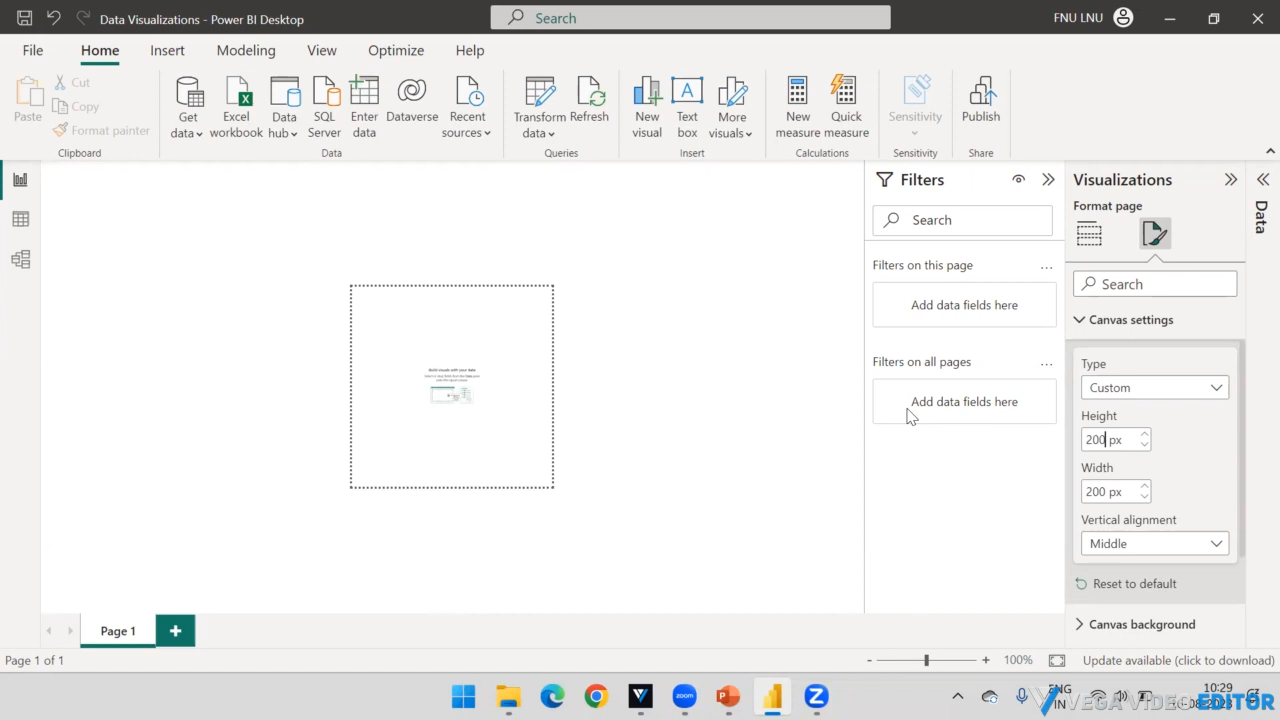 Data Visualizations - Power BI Desktop
Search
FNU LNU
File Home Insert Modeling View Optimize Help
Paste
Cut
Copy
Format painter
Clipboard
Get data
Excel workbook
Data hub
SQL Server
Enter data
Dataverse
Recent sources
Data
Transform data
Refresh
Queries
New visual
Text box
More visuals
Insert
New measure
Quick measure
Calculations
Sensitivity
Sensitivity
Publish
Share
Build visuals with your data
Filters
Search
Filters on this page ...
Add data fields here
Filters on all pages ...
Add data fields here
Visualizations
Format page
Search
Canvas settings
Type
Custom
Height
200 px
Width
200 px
Vertical alignment
Middle
Reset to default
Canvas background
Data
Page 1
Page 1 of 1
- + 100%
Update available (click to download)
zoom
ENG
IN
10:29
VEGA VIDEO EDITOR